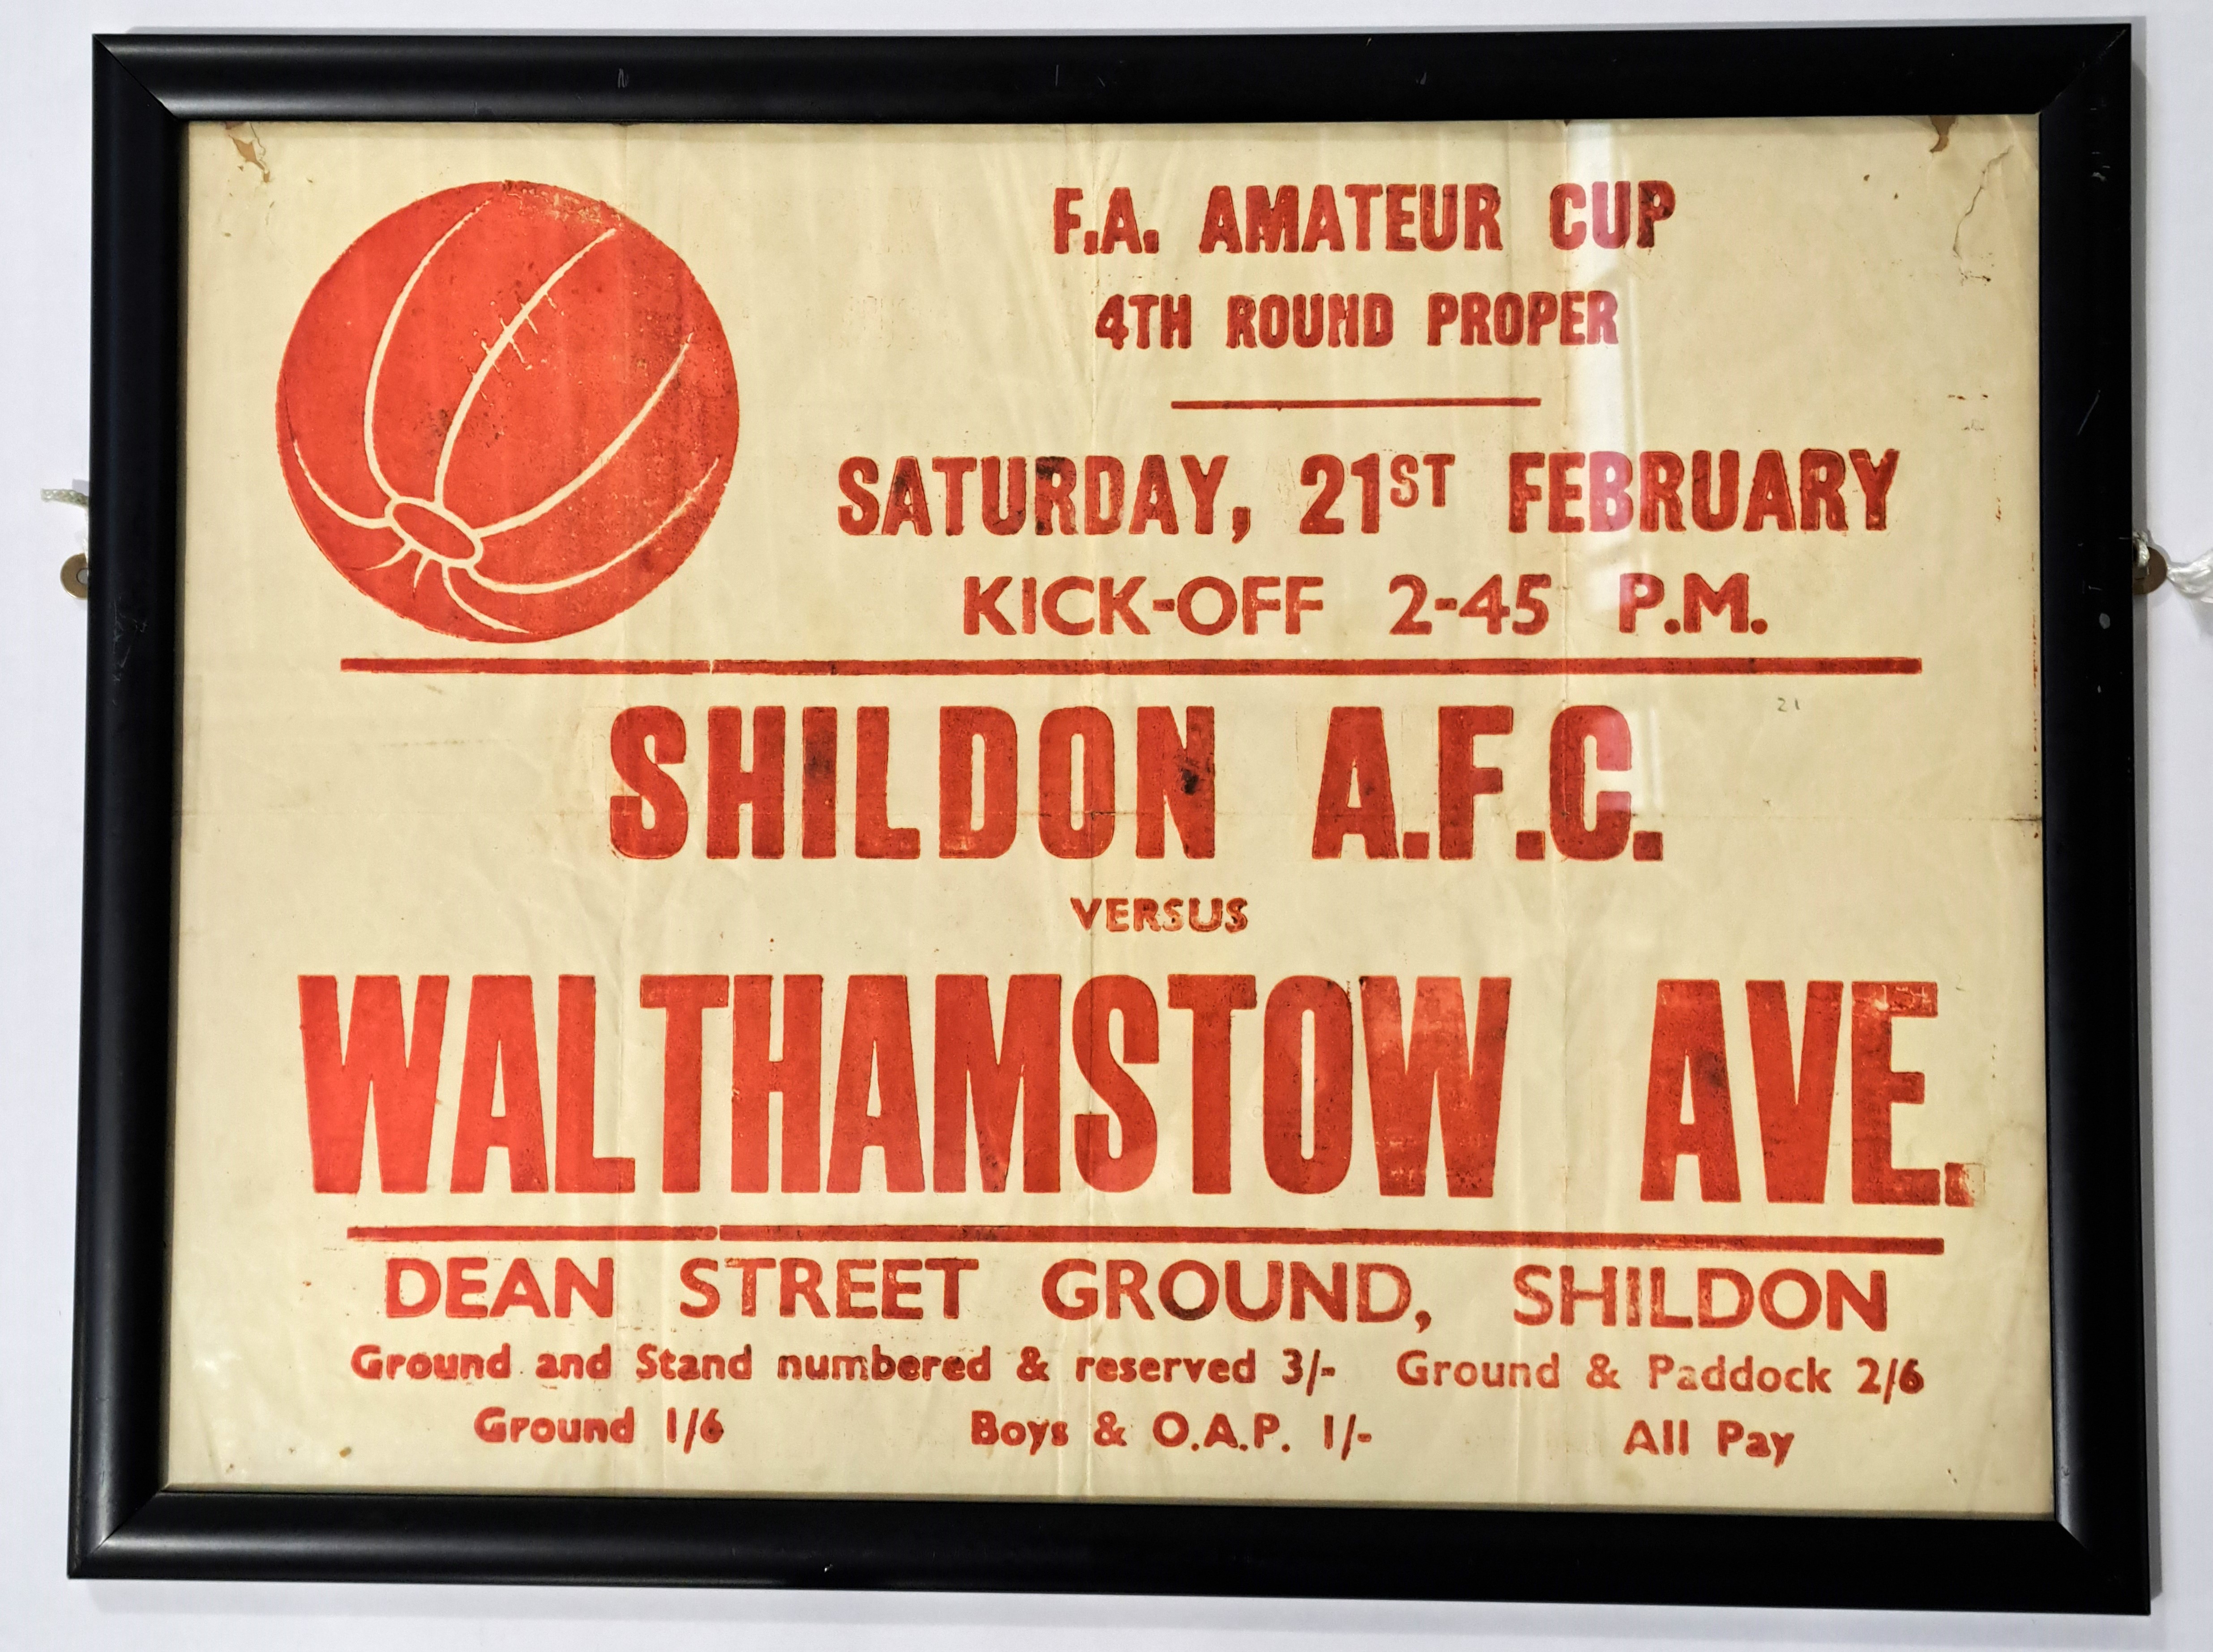 F.A. AMATEUR CUP
4TH ROUND PROPER
SATURDAY, 21ST FEBRUARY
KICK-OFF 2-45 P.M.
21
SHILDON A.F.C.
VERSUS
WALTHAMSTOW AVE.
DEAN STREET GROUND, SHILDON
Ground and Stand numbered & reserved 3/- Ground & Paddock 2/6
Ground 1/6 Boys & O.A.P. 1/- All Pay